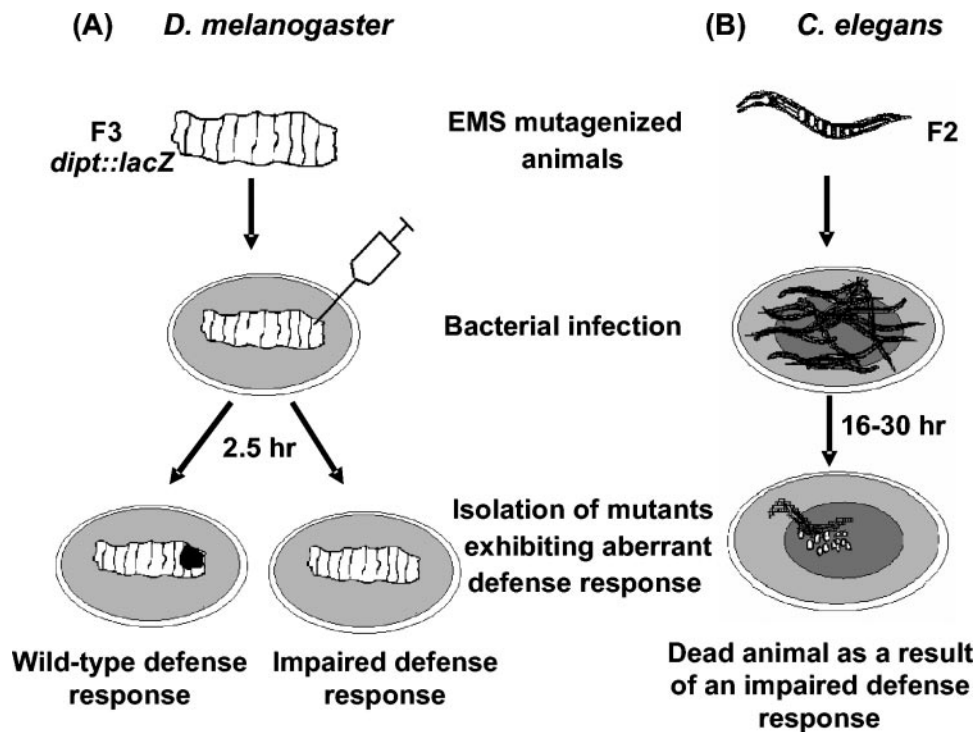 (A) D. melanogaster
(B) C. elegans
F3
dipt::lacZ
EMS mutagenized
animals
F2
Bacterial infection
2.5 hr
16-30 hr
Isolation of mutants
exhibiting aberrant
defense response
Wild-type defense
response
Impaired defense
response
Dead animal as a result
of an impaired defense
response